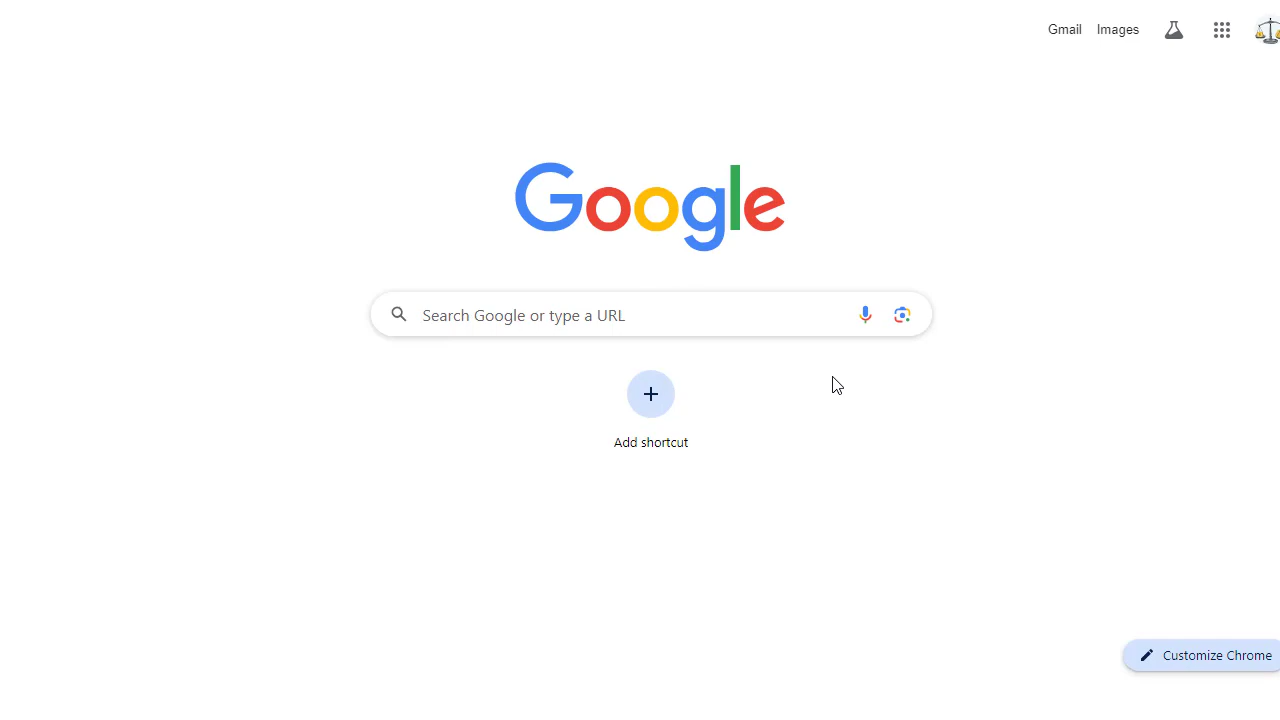 Gmail Images
Google
Search Google or type a URL
Add shortcut
Customize Chrome